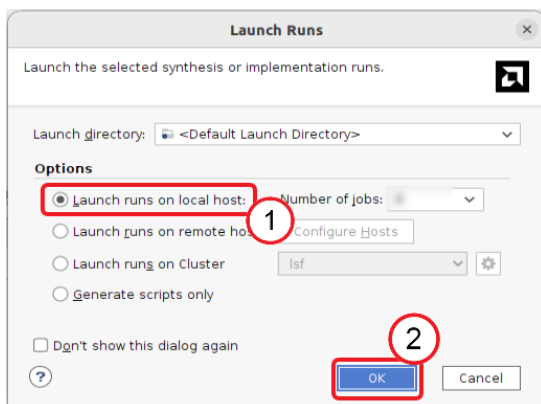 Launch Runs
Launch the selected synthesis or implementation runs.
Launch directory: <Default Launch Directory>
Options
Launch runs on local host: Number of jobs:
1
Launch runs on remote Configure Hosts
Launch runs on Cluster lsf
Generate scripts only
Don't show this dialog again
2
? OK Cancel